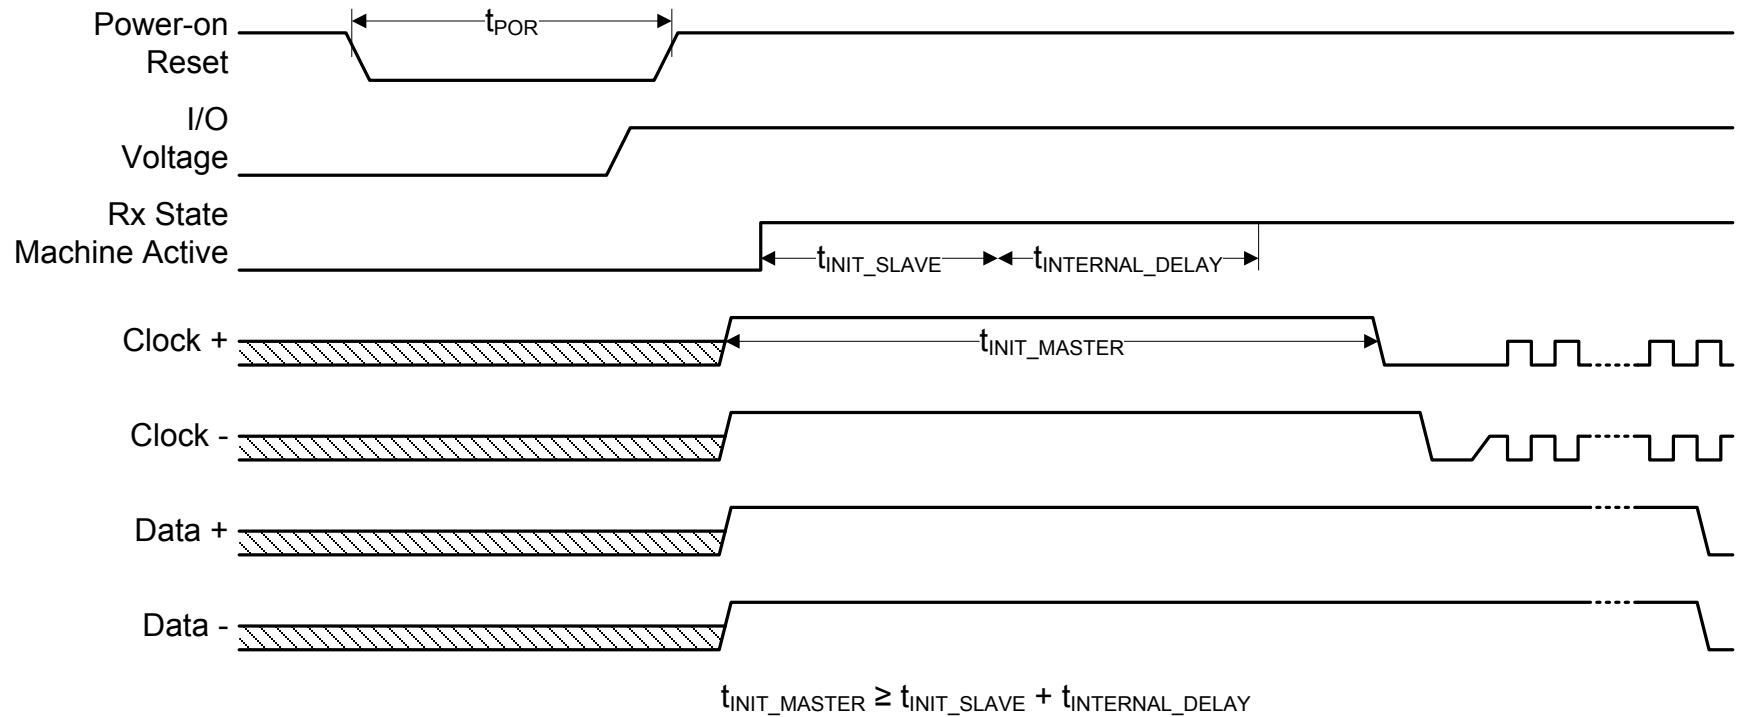 Power-on
Reset
tPOR
I/O
Voltage
Rx State
Machine Active
tINIT_SLAVE
tINTERNAL_DELAY
Clock +
tINIT_MASTER
Clock -
Data +
Data -
tINIT_MASTER ≥ tINIT_SLAVE + tINTERNAL_DELAY